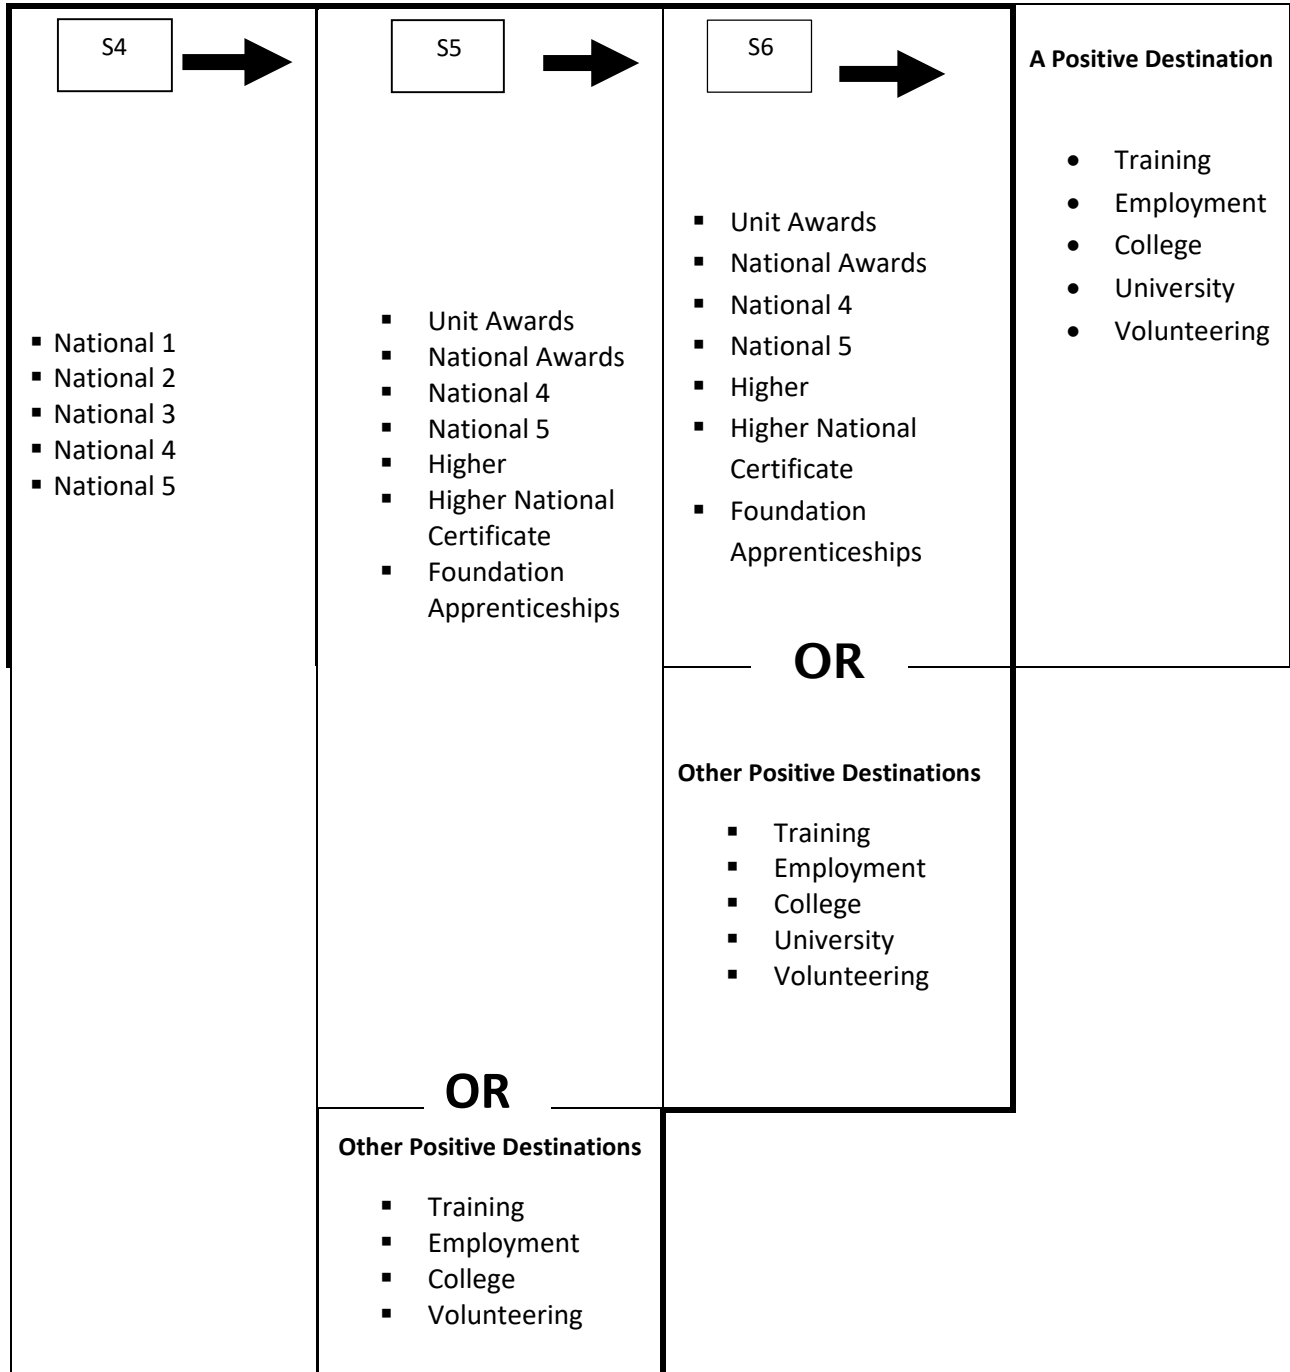 S4
National 1
National 2
National 3
National 4
National 5
S5
Unit Awards
National Awards
National 4
National 5
Higher
Higher National
Certificate
Foundation
Apprenticeships
OR
Other Positive Destinations
Training
Employment
College
Volunteering
S6
Unit Awards
National Awards
National 4
National 5
Higher
Higher National
Certificate
Foundation
Apprenticeships
OR
Other Positive Destinations
Training
Employment
College
University
Volunteering
A Positive Destination
Training
Employment
College
University
Volunteering